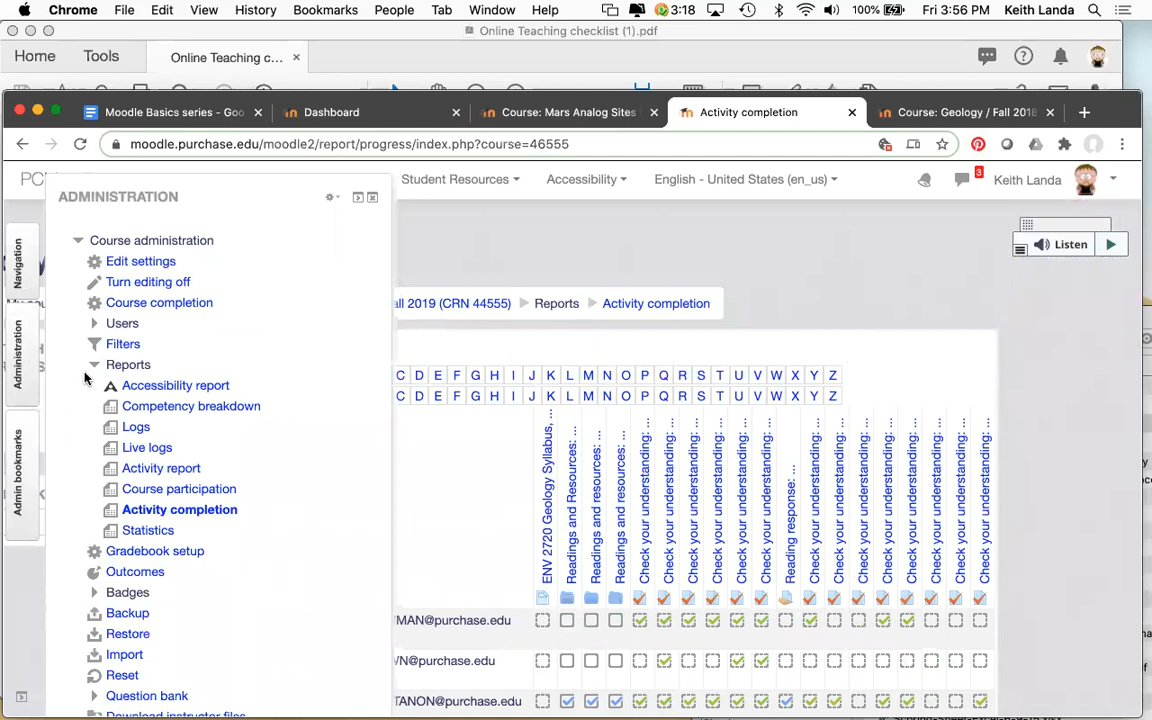 Chrome File Edit View History Bookmarks People Tab Window Help 3:18 100% Fri 3:56 PM Keith Landa
Online Teaching checklist (1).pdf
Home Tools Online Teaching c... ×
Moodle Basics series - Goo × Dashboard × Course: Mars Analog Sites × Activity completion × Course: Geology / Fall 2018 × +
moodle.purchase.edu/moodle2/report/progress/index.php?course=46555
Student Resources Accessibility English - United States (en_us) 3 Keith Landa
ADMINISTRATION
Listen
Navigation
Administration
Admin bookmarks
Course administration
Edit settings
Turn editing off
Course completion
all 2019 (CRN 44555) Reports Activity completion
Users
Filters
Reports
Accessibility report
Competency breakdown
Logs
Live logs
Activity report
Course participation
Activity completion
Statistics
Gradebook setup
Outcomes
Badges
Backup
Restore
Import
Reset
Question bank
Download instructor files
C D E F G H I J K L M N O P Q R S T U V W X Y Z
C D E F G H I J K L M N O P Q R S T U V W X Y Z
ENV 2720 Geology Syllabus, ...
Readings and Resources: ...
Readings and resources: ...
Readings and resources: ...
Check your understanding: ...
Check your understanding: ...
Check your understanding: ...
Check your understanding: ...
Check your understanding: ...
Check your understanding: ...
Reading response: ...
Check your understanding: ...
Check your understanding: ...
Check your understanding: ...
Check your understanding: ...
Check your understanding: ...
Check your understanding: ...
Check your understanding: ...
Check your understanding: ...
MAN@purchase.edu
N@purchase.edu
TANON@purchase.edu